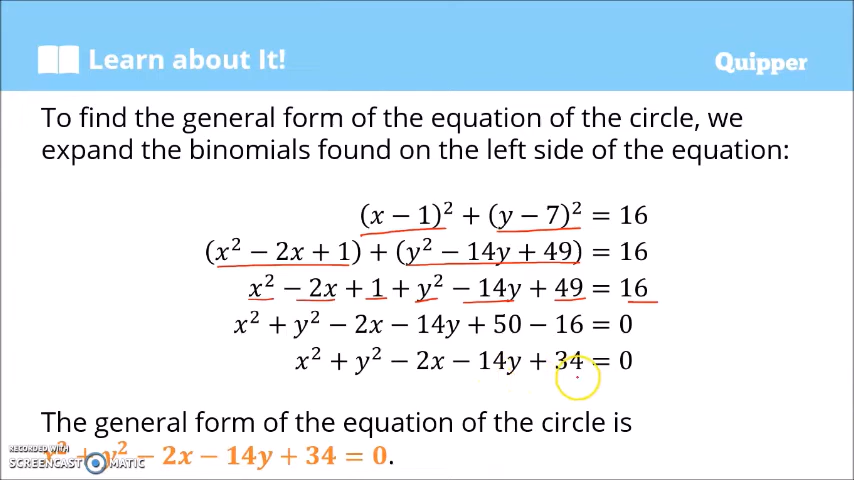 Learn about It!
Quipper
To find the general form of the equation of the circle, we
expand the binomials found on the left side of the equation:
(x − 1)² + (y − 7)² = 16
(x² − 2x + 1) + (y² − 14y + 49) = 16
x² − 2x + 1 + y² − 14y + 49 = 16
x² + y² − 2x − 14y + 50 − 16 = 0
x² + y² − 2x − 14y + 34 = 0
The general form of the equation of the circle is
x² + y² − 2x − 14y + 34 = 0.
RECORDED WITH
SCREENCAST MATIC